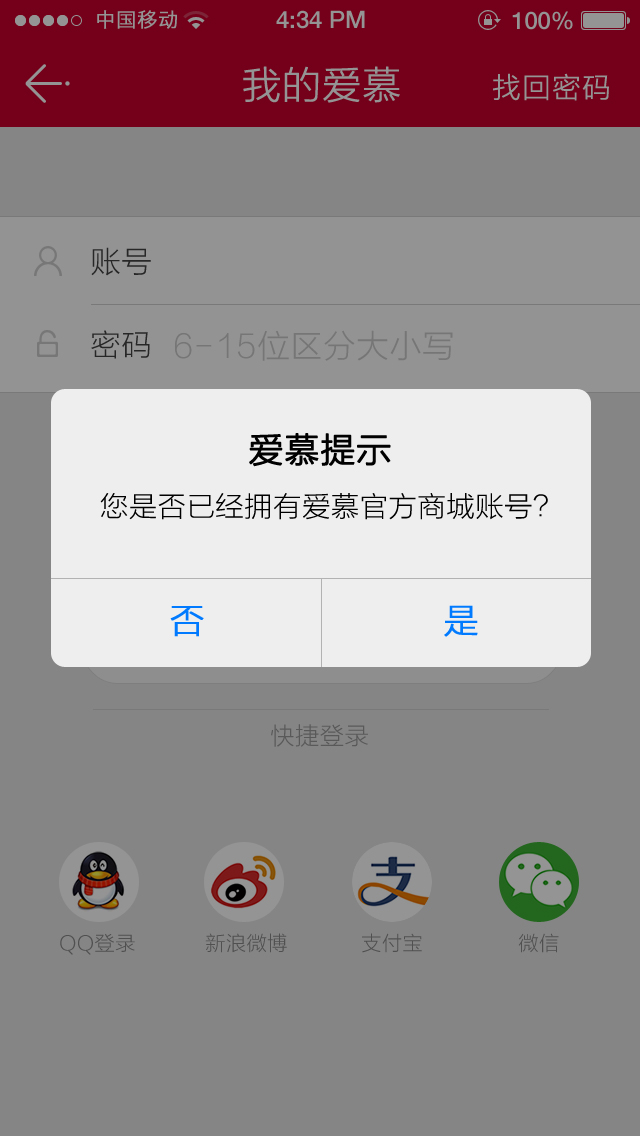 中国移动 4:34 PM 100%
我的爱慕 找回密码
账号
密码 6-15位区分大小写
爱慕提示
您是否已经拥有爱慕官方商城账号?
否 是
快捷登录
QQ登录 新浪微博 支付宝 微信